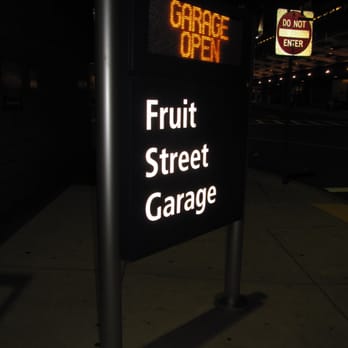 GARAGE
OPEN
DO NOT
ENTER
Fruit
Street
Garage